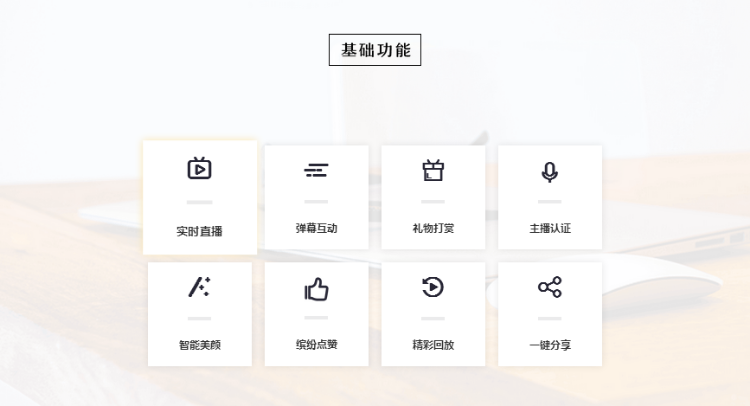 基础功能
实时直播
弹幕互动
礼物打赏
主播认证
智能美颜
缤纷点赞
精彩回放
一键分享